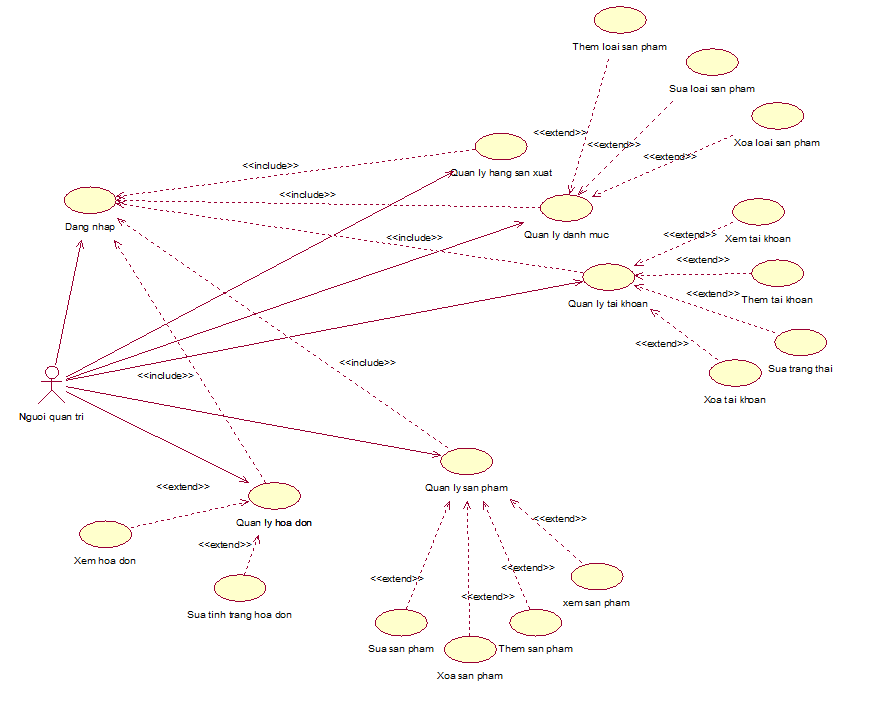 Them loai san pham
Sua loai san pham
Xoa loai san pham
<<extend>>
<<extend>>
<<extend>>
Quan ly hang san xuat
<<include>>
<<include>>
Dang nhap
Quan ly danh muc
<<include>>
<<extend>>
Xem tai khoan
<<extend>>
Them tai khoan
<<extend>>
Quan ly tai khoan
<<extend>>
Sua trang thai
Xoa tai khoan
<<include>>
<<include>>
Nguoi quan tri
Quan ly san pham
<<extend>>
Quan ly hoa don
<<extend>>
<<extend>>
Xem hoa don
Sua tinh trang hoa don
<<extend>>
<<extend>>
<<extend>>
xem san pham
Sua san pham
Them san pham
Xoa san pham